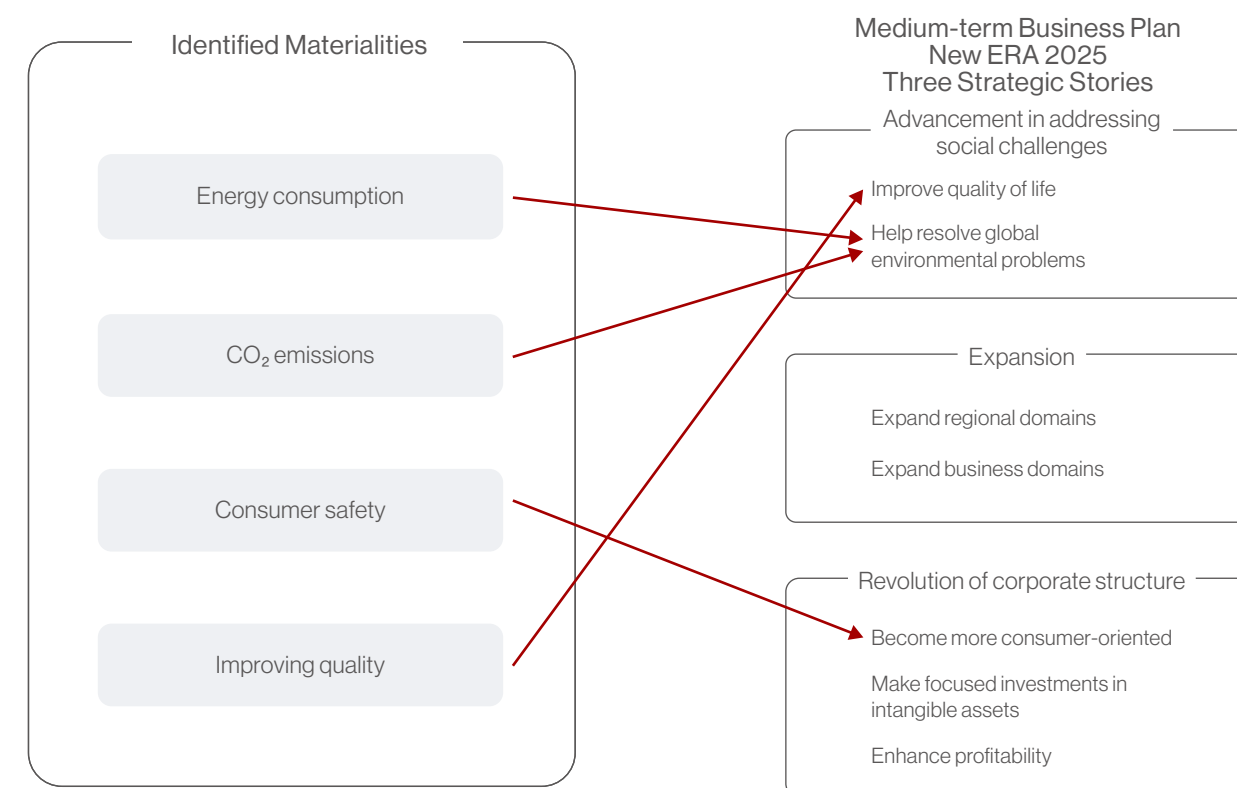 Identified Materialities
Energy consumption
CO₂ emissions
Consumer safety
Improving quality
Medium-term Business Plan
New ERA 2025
Three Strategic Stories
Advancement in addressing
social challenges
Improve quality of life
Help resolve global
environmental problems
Expansion
Expand regional domains
Expand business domains
Revolution of corporate structure
Become more consumer-oriented
Make focused investments in
intangible assets
Enhance profitability